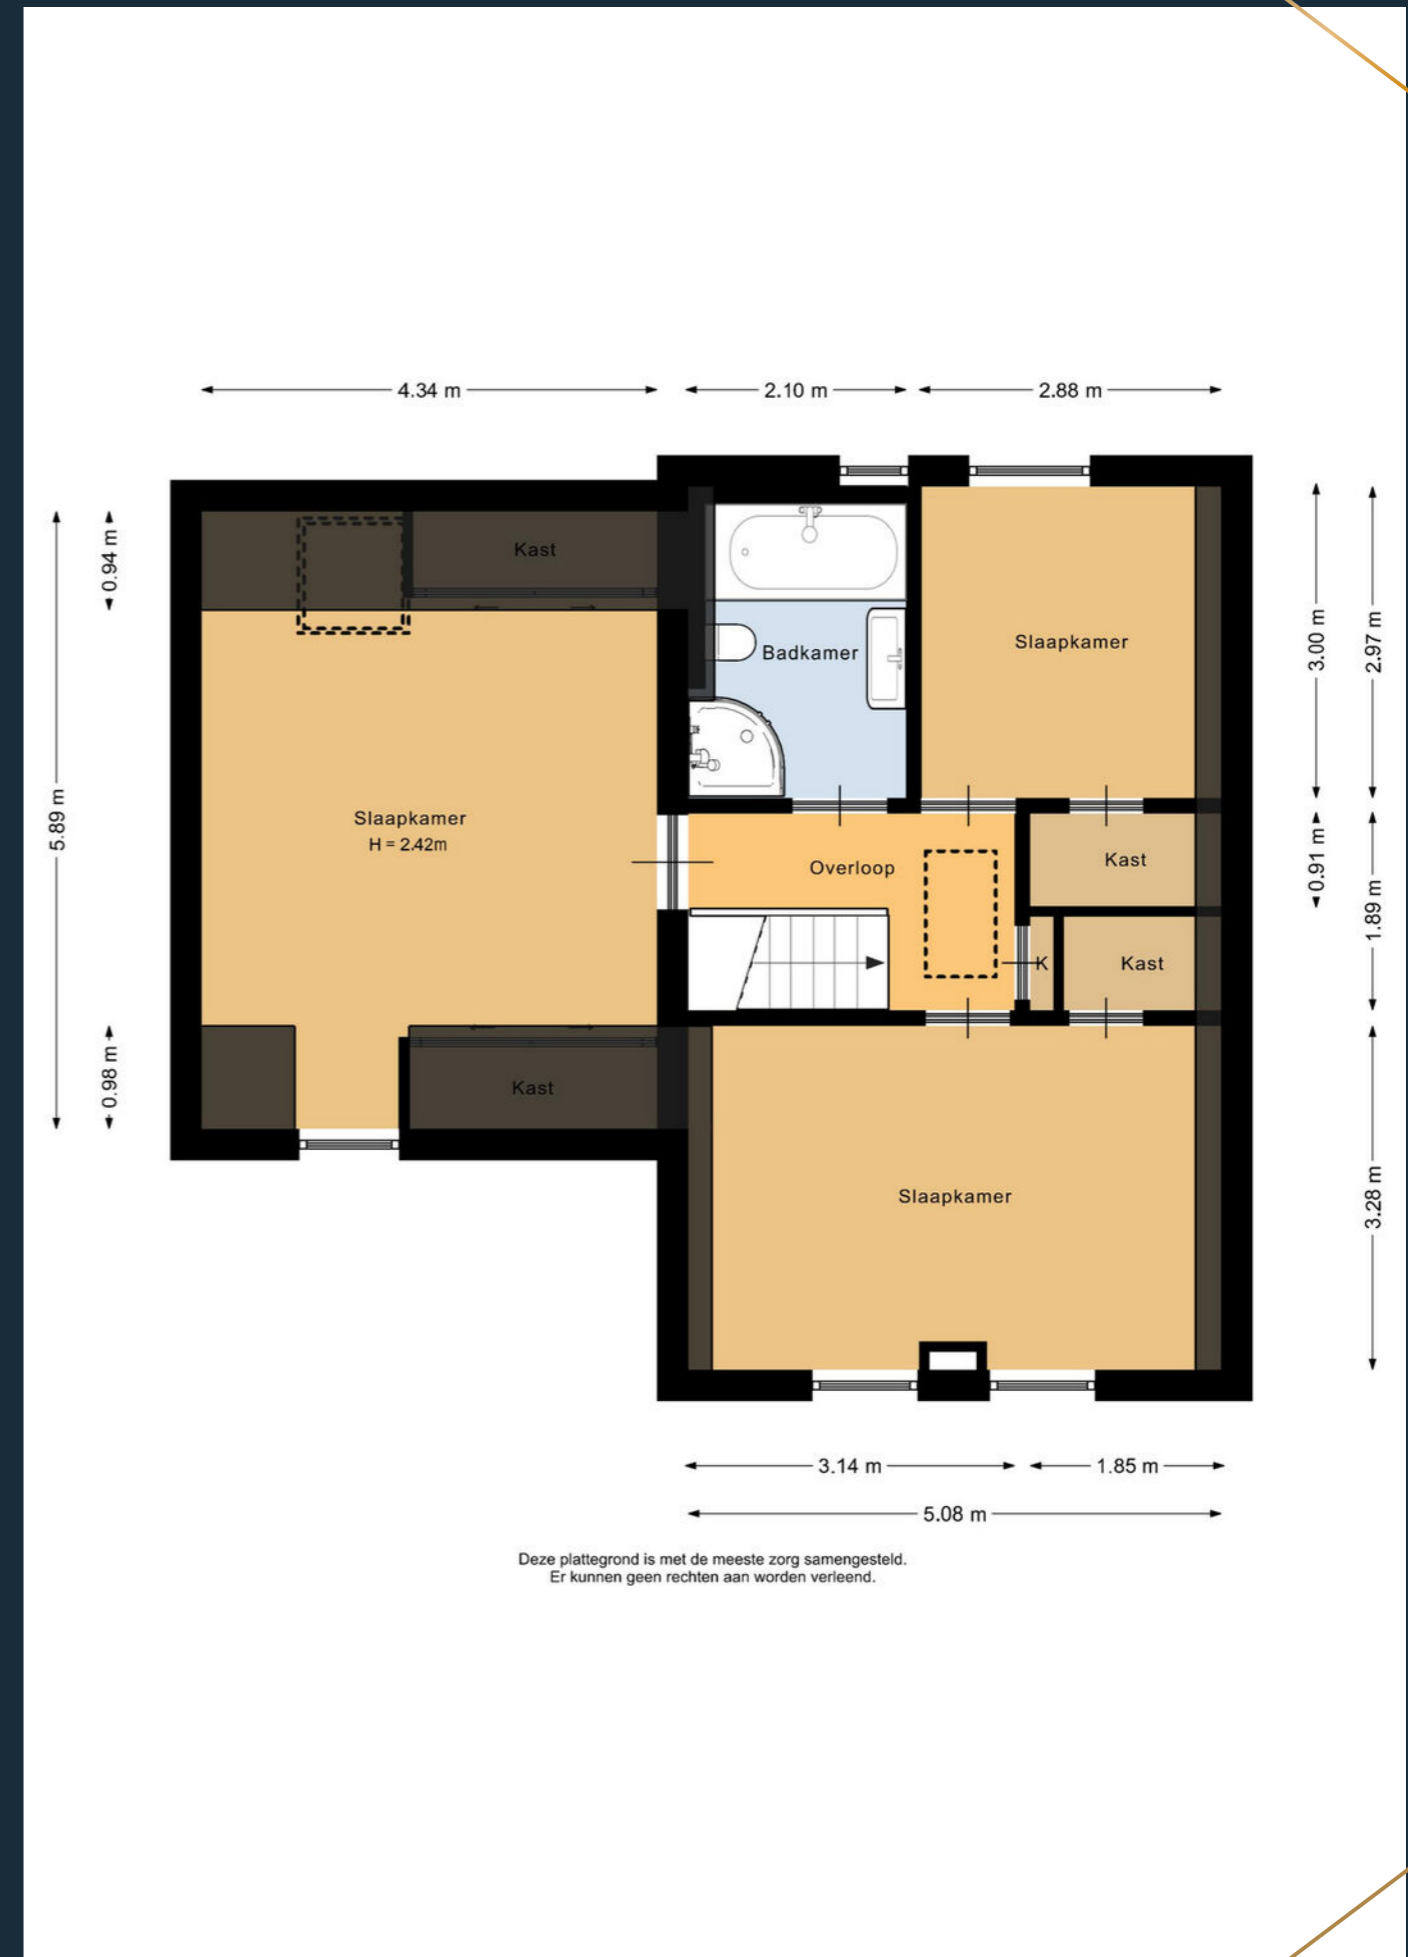 4.34 m
2.10 m
2.88 m
Kast
0.94 m
Badkamer
Slaapkamer
3.00 m
2.97 m
5.89 m
Slaapkamer
H = 2.42m
Overloop
Kast
0.91 m
1.89 m
K
Kast
0.98 m
Kast
Slaapkamer
3.28 m
3.14 m
1.85 m
5.08 m
Deze plattegrond is met de meeste zorg samengesteld.
Er kunnen geen rechten aan worden verleend.